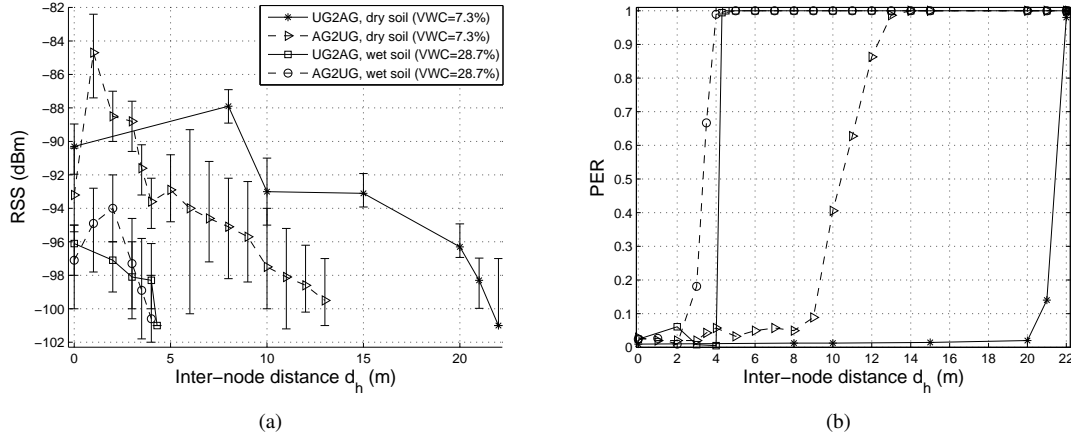 UG2AG, dry soil (VWC=7.3%)
AG2UG, dry soil (VWC=7.3%)
UG2AG, wet soil (VWC=28.7%)
AG2UG, wet soil (VWC=28.7%)
−82
−84
−86
−88
−90
−92
−94
−96
−98
−100
−102
RSS (dBm)
0 5 10 15 20
Inter−node distance d_h (m)
(a)
1
0.9
0.8
0.7
0.6
0.5
0.4
0.3
0.2
0.1
0
PER
0 2 4 6 8 10 12 13 14 16 18 20 22
Inter−node distance d_h (m)
(b)